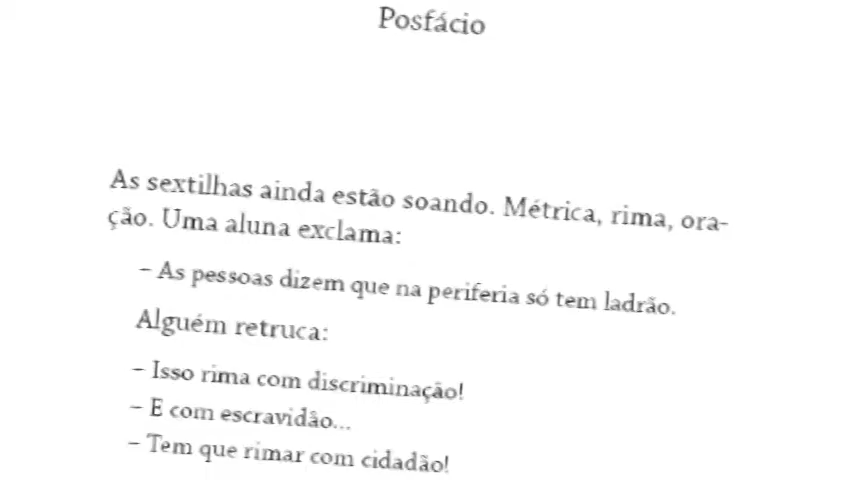 Posfácio
As sextilhas ainda estão soando. Métrica, rima, ora-
ção. Uma aluna exclama:
– As pessoas dizem que na periferia só tem ladrão.
Alguém retruca:
– Isso rima com discriminação!
– E com escravidão...
– Tem que rimar com cidadão!